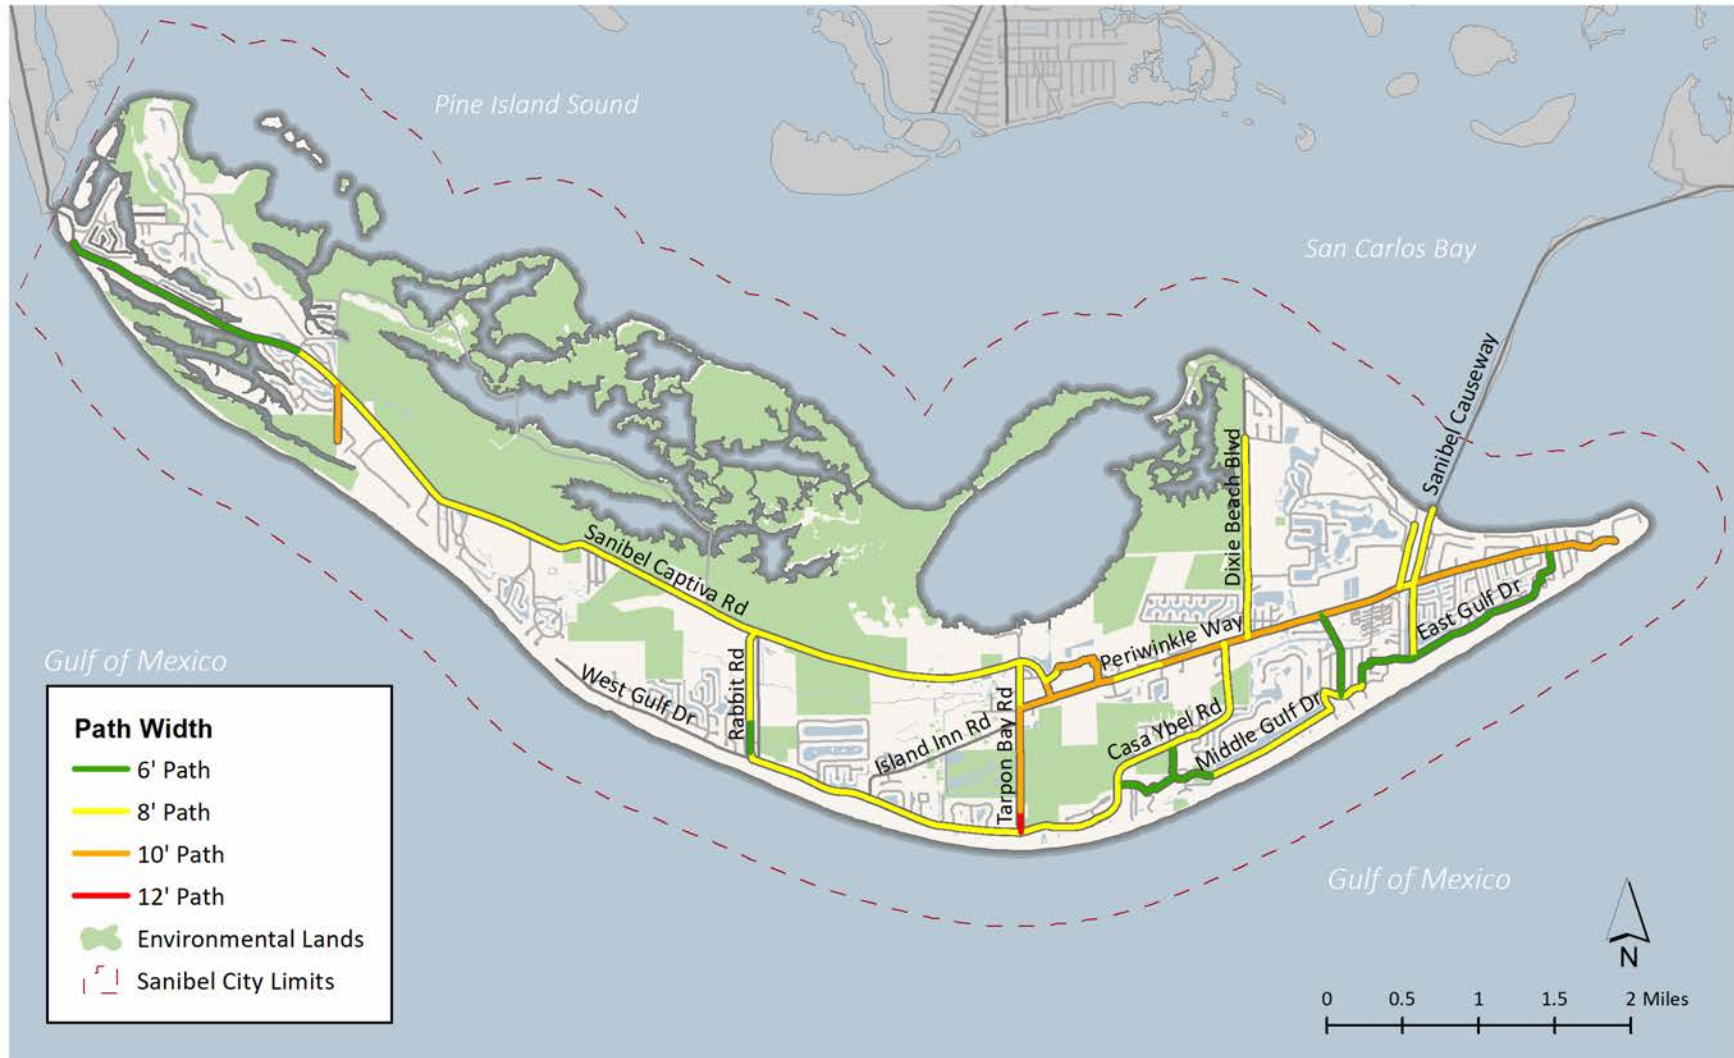 Pine Island Sound
San Carlos Bay
Sanibel Causeway
Dixie Beach Blvd
Sanibel Captiva Rd
East Gulf Dr
Periwinkle Way
Gulf of Mexico
West Gulf Dr
Rabbit Rd
Island Inn Rd
Tarpon Bay Rd
Casa Ybel Rd
Middle Gulf Dr
Gulf of Mexico
Path Width
6' Path
8' Path
10' Path
12' Path
Environmental Lands
Sanibel City Limits
N
0 0.5 1 1.5 2 Miles